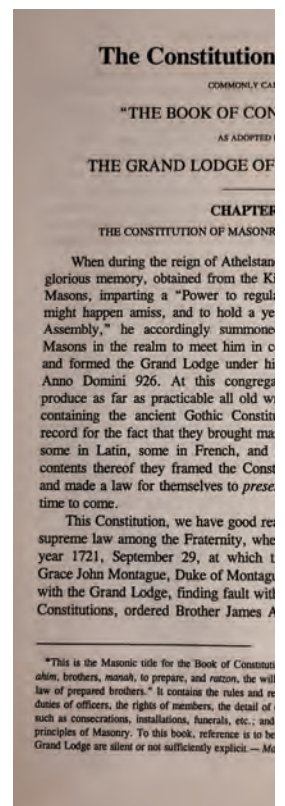 The Constitution
COMMONLY CA
"THE BOOK OF CON
AS ADOPTED
THE GRAND LODGE OF
CHAPTER
THE CONSTITUTION OF MASONR
When during the reign of Athelstan
glorious memory, obtained from the Ki
Masons, imparting a "Power to regula
might happen amiss, and to hold a ye
Assembly," he accordingly summone
Masons in the realm to meet him in c
and formed the Grand Lodge under hi
Anno Domini 926. At this congrega
produce as far as practicable all old w
containing the ancient Gothic Constit
record for the fact that they brought ma
some in Latin, some in French, and
contents thereof they framed the Const
and made a law for themselves to prese
time to come.
This Constitution, we have good rea
supreme law among the Fraternity, whe
year 1721, September 29, at which t
Grace John Montague, Duke of Montagu
with the Grand Lodge, finding fault with
Constitutions, ordered Brother James A
*This is the Masonic title for the Book of Constituti
ahim, brothers, manah, to prepare, and ratzon, the will
law of prepared brothers." It contains the rules and re
duties of officers, the rights of members, the detail of
such as consecrations, installations, funerals, etc.; and
principles of Masonry. To this book, reference is to be
Grand Lodge are silent or not sufficiently explicit.— Ma